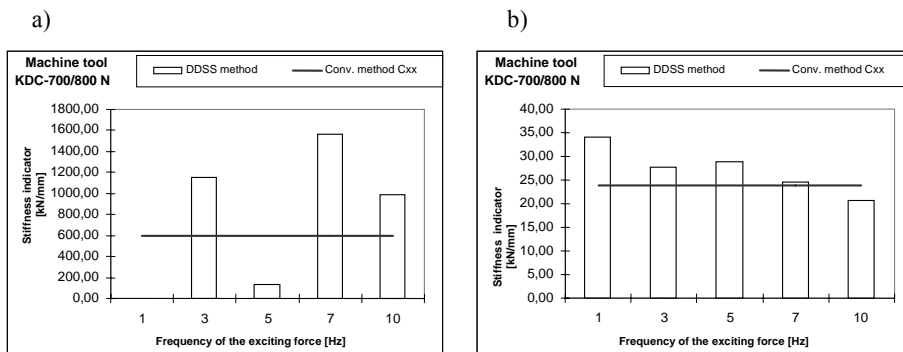 a)
Machine tool
KDC-700/800 N
DDSS method
Conv. method Cxx
Stiffness indicator
[kN/mm]
1800,00
1600,00
1400,00
1200,00
1000,00
800,00
600,00
400,00
200,00
0,00
1 3 5 7 10
Frequency of the exciting force [Hz]
b)
Machine tool
KDC-700/800 N
DDSS method
Conv. method Cxx
Stiffness indicator
[kN/mm]
40,00
35,00
30,00
25,00
20,00
15,00
10,00
5,00
0,00
1 3 5 7 10
Frequency of the exciting force [Hz]